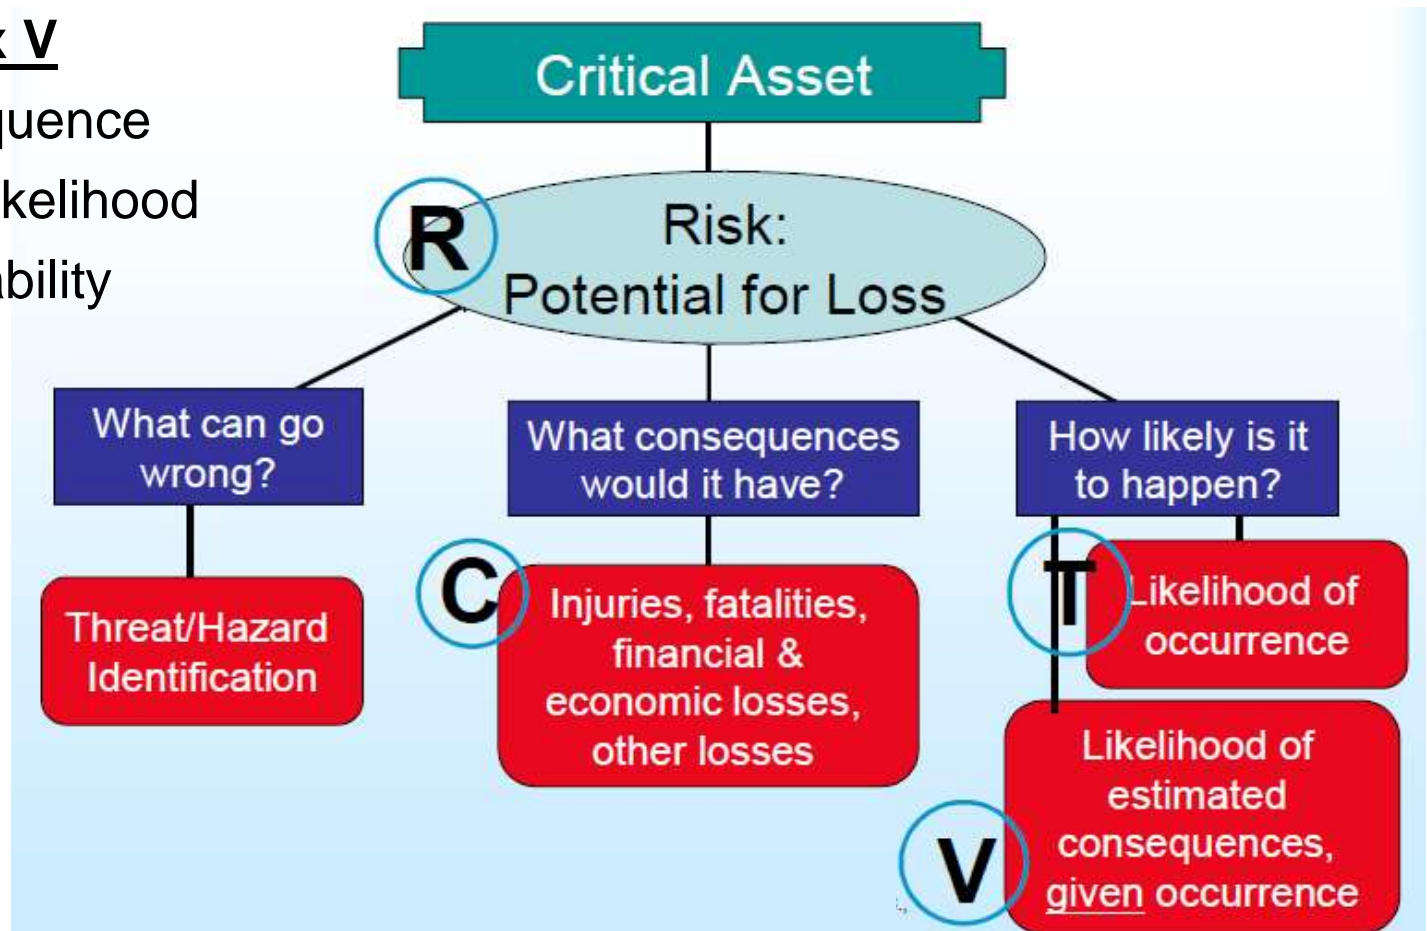 x V
quence
kelihood
ability
Critical Asset
R
Risk:
Potential for Loss
What can go
wrong?
What consequences
would it have?
How likely is it
to happen?
Threat/Hazard
Identification
C
Injuries, fatalities,
financial &
economic losses,
other losses
T
Likelihood of
occurrence
V
Likelihood of
estimated
consequences,
given occurrence